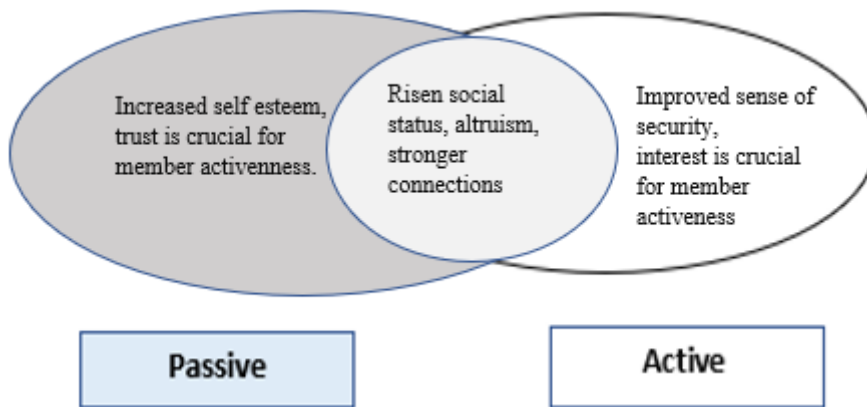 Increased self esteem,
trust is crucial for
member activenness.
Risen social
status, altruism,
stronger
connections
Improved sense of
security,
interest is crucial
for member
activeness
Passive
Active